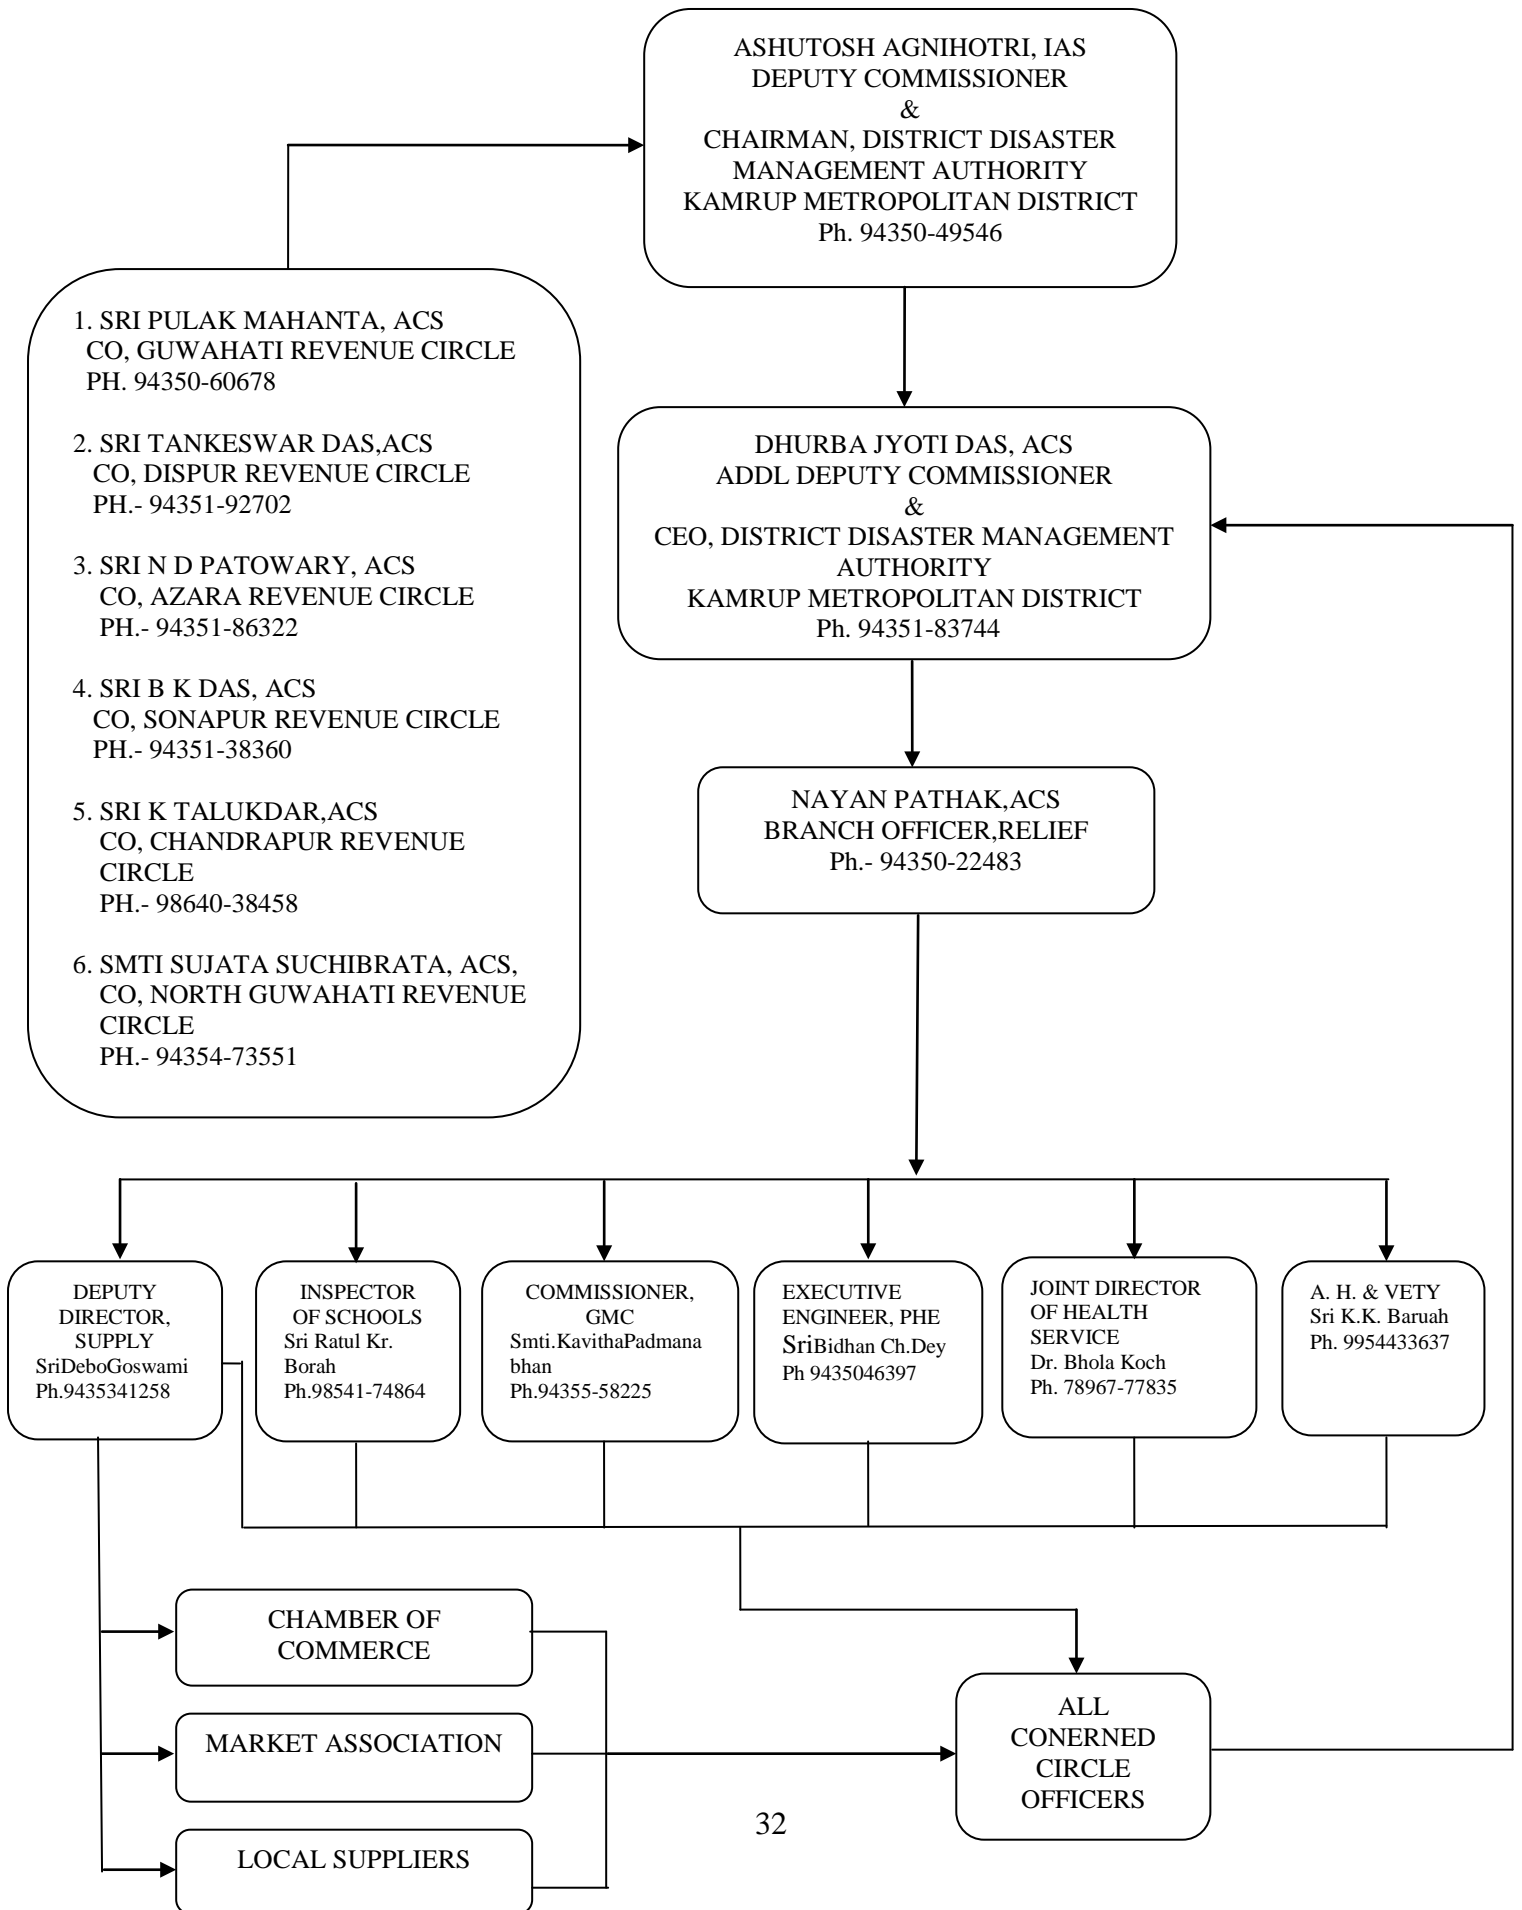 ASHUTOSH AGNIHOTRI, IAS
DEPUTY COMMISSIONER
&
CHAIRMAN, DISTRICT DISASTER
MANAGEMENT AUTHORITY
KAMRUP METROPOLITAN DISTRICT
Ph. 94350-49546
1. SRI PULAK MAHANTA, ACS
CO, GUWAHATI REVENUE CIRCLE
PH. 94350-60678
2. SRI TANKESWAR DAS,ACS
CO, DISPUR REVENUE CIRCLE
PH.- 94351-92702
3. SRI N D PATOWARY, ACS
CO, AZARA REVENUE CIRCLE
PH.- 94351-86322
4. SRI B K DAS, ACS
CO, SONAPUR REVENUE CIRCLE
PH.- 94351-38360
5. SRI K TALUKDAR,ACS
CO, CHANDRAPUR REVENUE
CIRCLE
PH.- 98640-38458
6. SMTI SUJATA SUCHIBRATA, ACS,
CO, NORTH GUWAHATI REVENUE
CIRCLE
PH.- 94354-73551
DHURBA JYOTI DAS, ACS
ADDL DEPUTY COMMISSIONER
&
CEO, DISTRICT DISASTER MANAGEMENT
AUTHORITY
KAMRUP METROPOLITAN DISTRICT
Ph. 94351-83744
NAYAN PATHAK,ACS
BRANCH OFFICER,RELIEF
Ph.- 94350-22483
DEPUTY
DIRECTOR,
SUPPLY
SriDeboGoswami
Ph.9435341258
INSPECTOR
OF SCHOOLS
Sri Ratul Kr.
Borah
Ph.98541-74864
COMMISSIONER,
GMC
Smti.KavithaPadmana
bhan
Ph.94355-58225
EXECUTIVE
ENGINEER, PHE
SriBidhan Ch.Dey
Ph 9435046397
JOINT DIRECTOR
OF HEALTH
SERVICE
Dr. Bhola Koch
Ph. 78967-77835
A. H. & VETY
Sri K.K. Baruah
Ph. 9954433637
CHAMBER OF
COMMERCE
MARKET ASSOCIATION
LOCAL SUPPLIERS
ALL
CONERNED
CIRCLE
OFFICERS
32